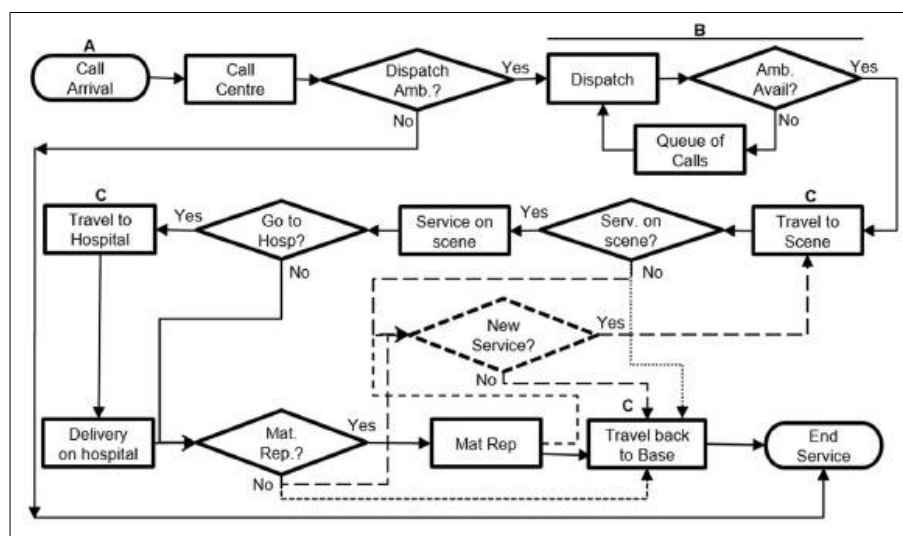 A
Call
Arrival
Call
Centre
Dispatch
Amb.?
Yes
No
B
Dispatch
Amb.
Avail?
Yes
No
Queue of
Calls
C
Travel to
Hospital
Yes
Go to
Hosp?
No
Service on
scene
Yes
Serv. on
scene?
No
C
Travel to
Scene
New
Service?
Yes
No
Delivery
on hospital
Mat.
Rep.?
Yes
No
Mat Rep
C
Travel back
to Base
End
Service